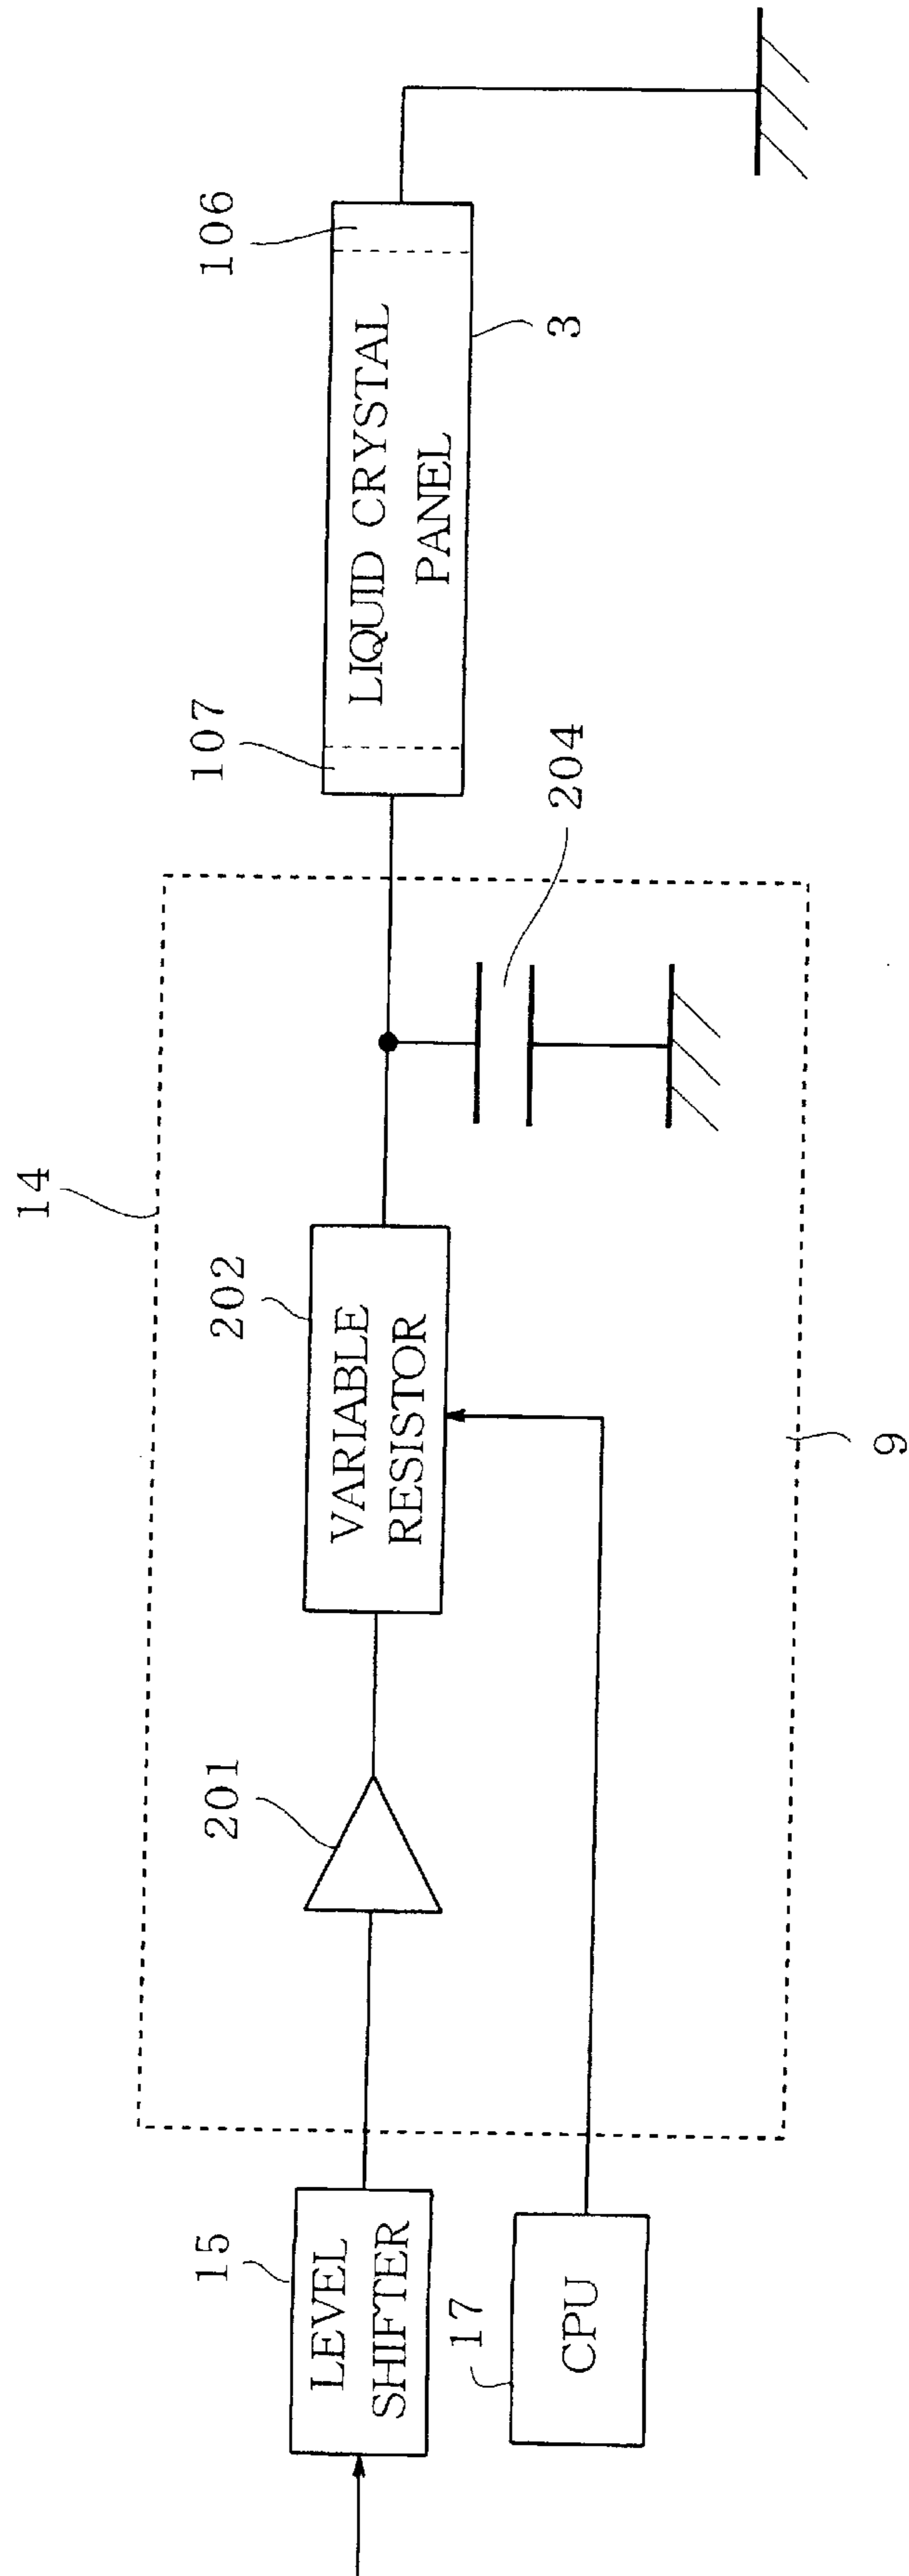 15
LEVEL
SHIFTER
17
CPU
14
201
202
VARIABLE
RESISTOR
204
9
107
LIQUID CRYSTAL
PANEL
106
3